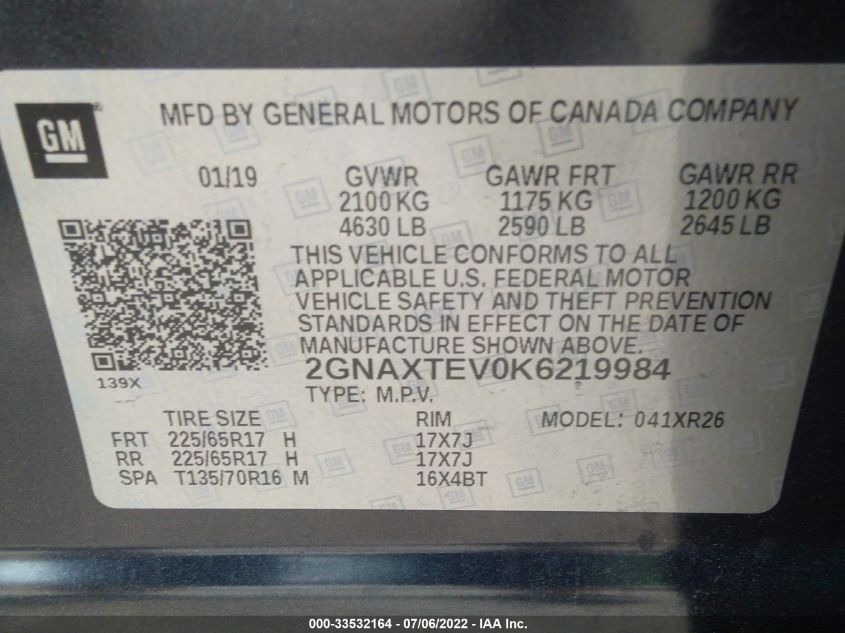 GM
MFD BY GENERAL MOTORS OF CANADA COMPANY
01/19 GVWR GAWR FRT GAWR RR
2100 KG 1175 KG 1200 KG
4630 LB 2590 LB 2645 LB
THIS VEHICLE CONFORMS TO ALL
APPLICABLE U.S. FEDERAL MOTOR
VEHICLE SAFETY AND THEFT PREVENTION
STANDARDS IN EFFECT ON THE DATE OF
MANUFACTURE SHOWN ABOVE.
139X 2GNAXTEV0K6219984
TYPE: M.P.V.
TIRE SIZE RIM MODEL: 041XR26
FRT 225/65R17 H 17X7J
RR 225/65R17 H 17X7J
SPA T135/70R16 M 16X4BT
000-33532164 - 07/06/2022 - IAA Inc.